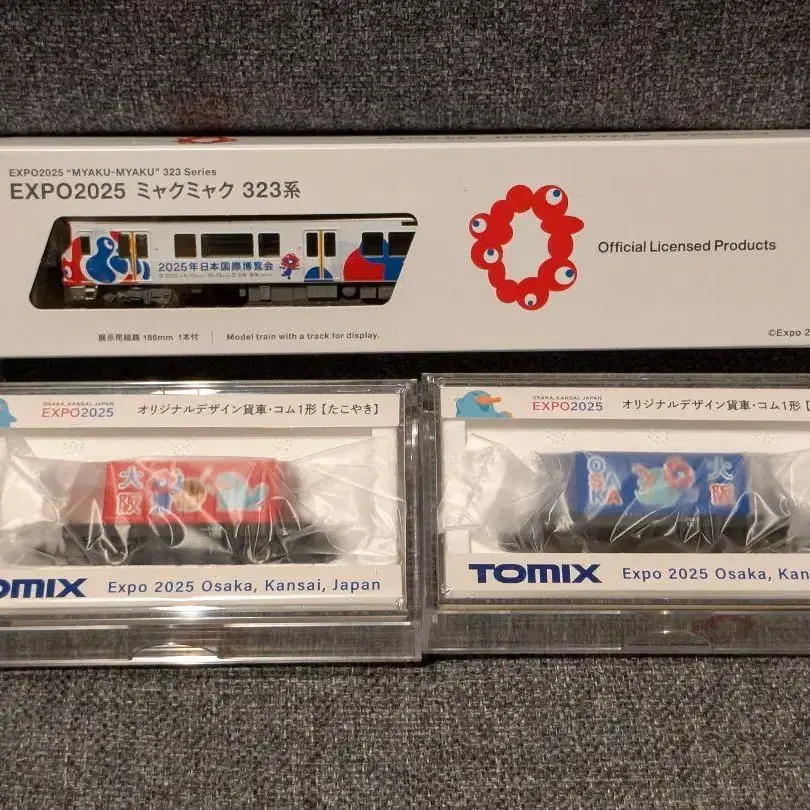 EXPO2025 "MYAKU-MYAKU" 323 Series
EXPO2025 ミャクミャク 323系
2025年日本国際博覧会
Official Licensed Products
展示用線路 186mm 1本付
Model train with a track for display.
©Expo 2
OSAKA, KANSAI, JAPAN
EXPO2025
オリジナルデザイン貨車・コム1形【たこやき】
大阪
OMIX
Expo 2025 Osaka, Kansai, Japan
OSAKA, KANSAI, JAPAN
EXPO2025
オリジナルデザイン貨車・コム1形【
OSAKA
大阪
TOMIX
Expo 2025 Osaka, Kan